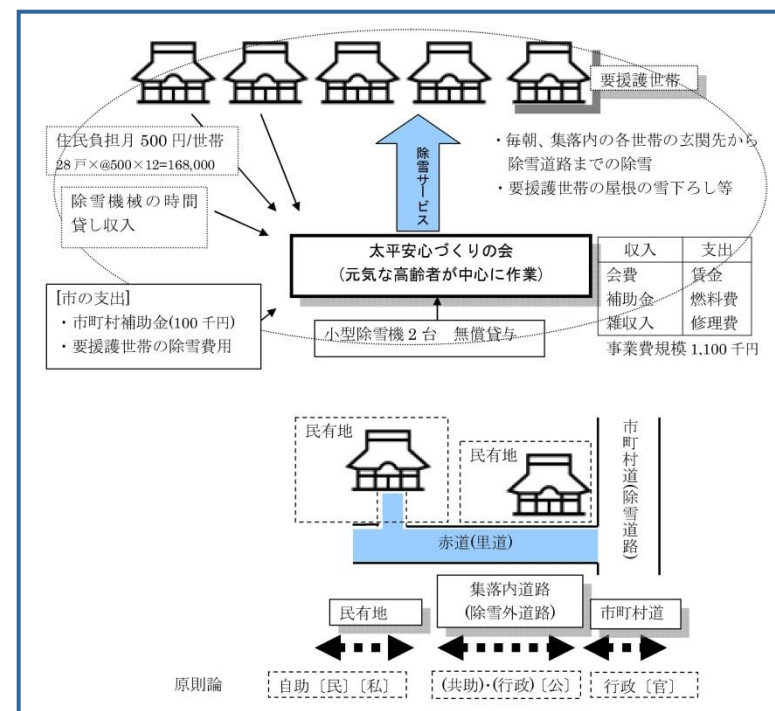 要援護世帯
住民負担月 500 円/世帯
28 戸×@500×12=168,000
除雪サービス
・毎朝、集落内の各世帯の玄関先から
除雪道路までの除雪
・要援護世帯の屋根の雪下ろし等
除雪機械の時間
貸し収入
太平安心づくりの会
(元気な高齢者が中心に作業)
収入 支出
会費 賃金
補助金 燃料費
雑収入 修理費
事業費規模 1,100 千円
[市の支出]
・市町村補助金(100 千円)
・要援護世帯の除雪費用
小型除雪機 2 台 無償貸与
民有地
民有地
市町村道(除雪道路)
赤道(里道)
民有地
集落内道路
(除雪外道路)
市町村道
原則論
自助〔民〕〔私〕
(共助)・(行政)〔公〕
行政〔官〕